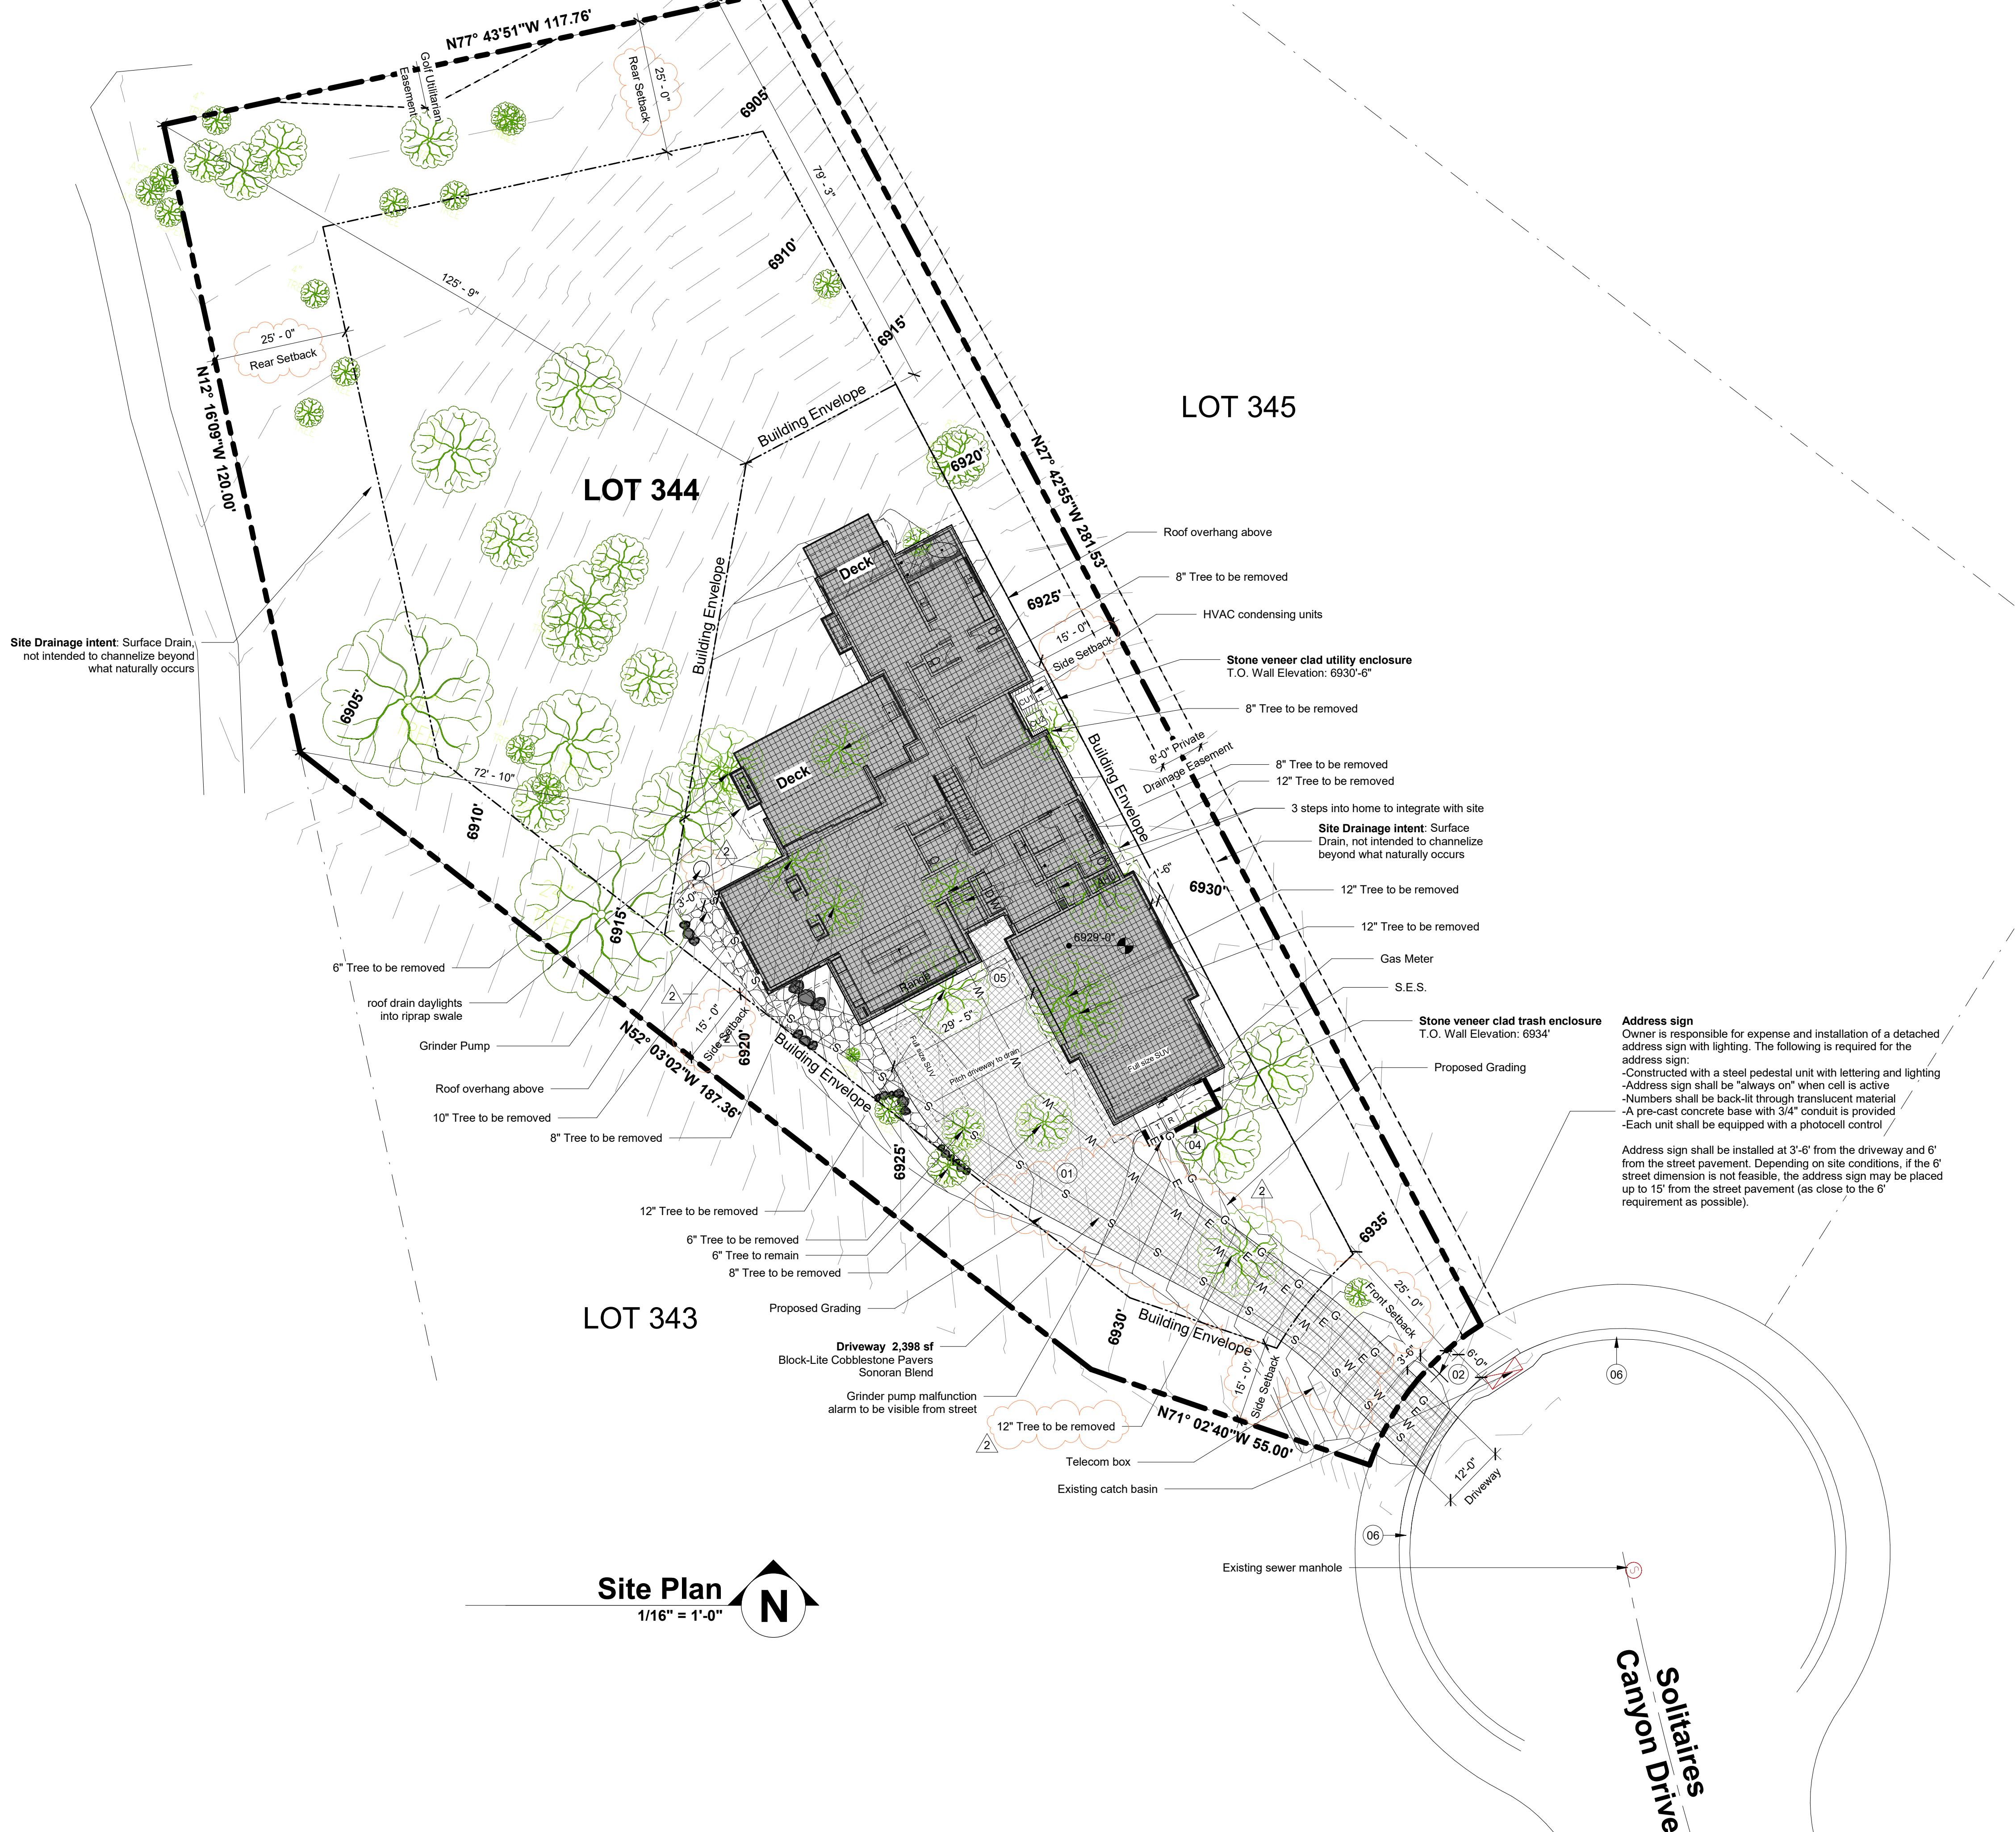 N77° 43'51"W 117.76'
Golf Utilitarian
Easement
25' - 0"
Rear Setback
6905'
79' - 3"
6910'
125' - 9"
6915'
25' - 0"
Rear Setback
N12° 16'09"W 120.00'
Building Envelope
LOT 345
N27° 42'55"W 281.53'
6920'
LOT 344
Roof overhang above
Deck
8" Tree to be removed
Building Envelope
6925'
HVAC condensing units
15' - 0"
Side Setback
Site Drainage intent: Surface Drain,
not intended to channelize beyond
what naturally occurs
Stone veneer clad utility enclosure
T.O. Wall Elevation: 6930'-6"
CU1
CU2
8" Tree to be removed
6905'
Building Envelope
8'-0" Private
Drainage Easement
8" Tree to be removed
72' - 10"
Deck
12" Tree to be removed
3 steps into home to integrate with site
6910'
Site Drainage intent: Surface
Drain, not intended to channelize
beyond what naturally occurs
2
1'-6"
6930'
AHU
12" Tree to be removed
3'-0"
D
W
6915'
12" Tree to be removed
6929'-0"
Gas Meter
6" Tree to be removed
05
Range
S.E.S.
2
roof drain daylights
into riprap swale
15' - 0"
Side Setback
2
29' - 5"
Stone veneer clad trash enclosure
T.O. Wall Elevation: 6934'
Address sign
Owner is responsible for expense and installation of a detached
address sign with lighting. The following is required for the
address sign:
-Constructed with a steel pedestal unit with lettering and lighting
-Address sign shall be "always on" when cell is active
-Numbers shall be back-lit through translucent material
-A pre-cast concrete base with 3/4" conduit is provided
-Each unit shall be equipped with a photocell control
Address sign shall be installed at 3'-6' from the driveway and 6'
from the street pavement. Depending on site conditions, if the 6'
street dimension is not feasible, the address sign may be placed
up to 15' from the street pavement (as close to the 6'
requirement as possible).
N52° 03'02"W 187.36'
6920'
Grinder Pump
Building Envelope
Full size SUV
Pitch driveway to drain
Full size SUV
Proposed Grading
Roof overhang above
10" Tree to be removed
T
R
8" Tree to be removed
04
6925'
01
2
12" Tree to be removed
6935'
6" Tree to be removed
6" Tree to remain
8" Tree to be removed
25' - 0"
Front Setback
Proposed Grading
LOT 343
6930'
Building Envelope
Driveway 2,398 sf
Block-Lite Cobblestone Pavers
Sonoran Blend
3'-6"
6'-0"
02
06
15' - 0"
Side Setback
Grinder pump malfunction
alarm to be visible from street
12" Tree to be removed
2
N71° 02'40"W 55.00'
Telecom box
12'-0"
Driveway
Existing catch basin
06
Existing sewer manhole
S
Site Plan
1/16" = 1'-0"
N
Solitaires
Canyon Drive